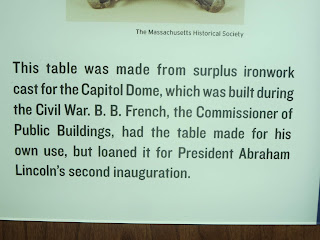 The Massachusetts Historical Society
This table was made from surplus ironwork
cast for the Capitol Dome, which was built during
the Civil War. B. B. French, the Commissioner of
Public Buildings, had the table made for his
own use, but loaned it for President Abraham
Lincoln's second inauguration.